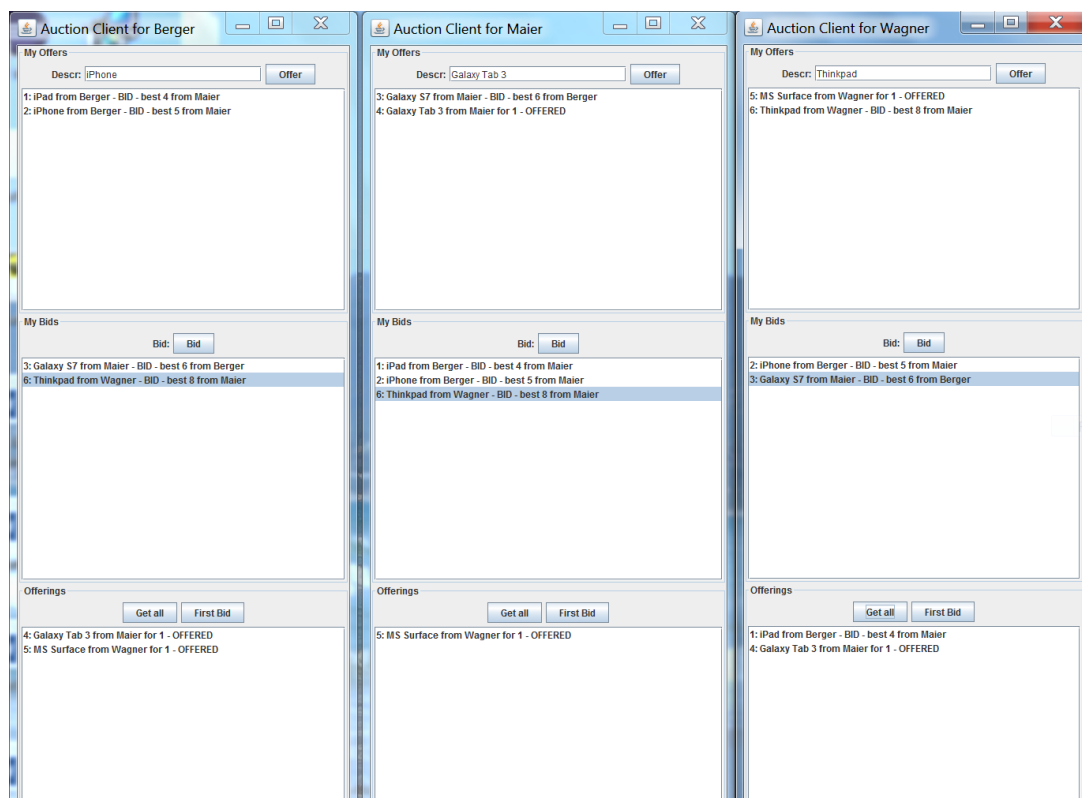 Auction Client for Berger
My Offers
Descr: iPhone Offer
1: iPad from Berger - BID - best 4 from Maier
2: iPhone from Berger - BID - best 5 from Maier
My Bids
Bid: Bid
3: Galaxy S7 from Maier - BID - best 6 from Berger
6: Thinkpad from Wagner - BID - best 8 from Maier
Offerings
Get all First Bid
4: Galaxy Tab 3 from Maier for 1 - OFFERED
5: MS Surface from Wagner for 1 - OFFERED
Auction Client for Maier
My Offers
Descr: Galaxy Tab 3 Offer
3: Galaxy S7 from Maier - BID - best 6 from Berger
4: Galaxy Tab 3 from Maier for 1 - OFFERED
My Bids
Bid: Bid
1: iPad from Berger - BID - best 4 from Maier
2: iPhone from Berger - BID - best 5 from Maier
6: Thinkpad from Wagner - BID - best 8 from Maier
Offerings
Get all First Bid
5: MS Surface from Wagner for 1 - OFFERED
Auction Client for Wagner
My Offers
Descr: Thinkpad Offer
5: MS Surface from Wagner for 1 - OFFERED
6: Thinkpad from Wagner - BID - best 8 from Maier
My Bids
Bid: Bid
2: iPhone from Berger - BID - best 5 from Maier
3: Galaxy S7 from Maier - BID - best 6 from Berger
Offerings
Get all First Bid
1: iPad from Berger - BID - best 4 from Maier
4: Galaxy Tab 3 from Maier for 1 - OFFERED